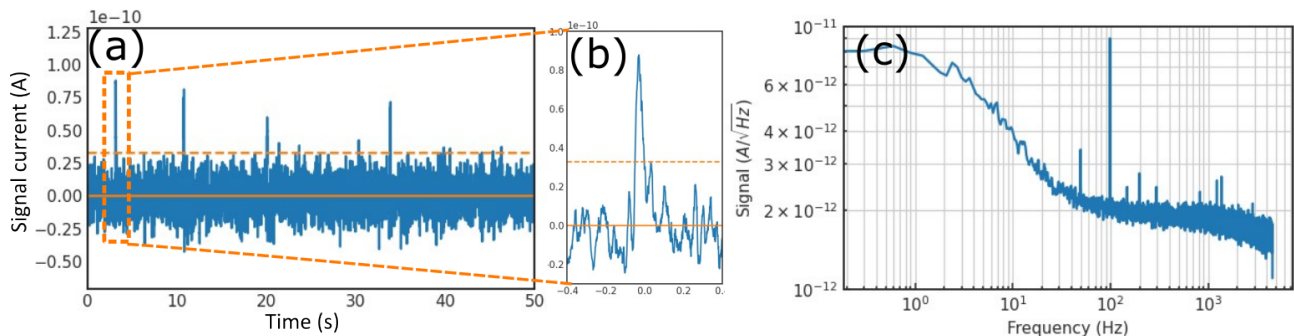 1e−10
(a)
Signal current (A)
1.25
1.00
0.75
0.50
0.25
0.00
−0.25
−0.50
0 10 20 30 40 50
Time (s)
1e−10
(b)
1.0
0.8
0.6
0.4
0.2
0.0
−0.2
−0.4 −0.2 0.0 0.2 0.4
(c)
Signal (A/√Hz)
10⁻¹¹
6 × 10⁻¹²
4 × 10⁻¹²
3 × 10⁻¹²
2 × 10⁻¹²
10⁻¹²
10⁰ 10¹ 10² 10³
Frequency (Hz)